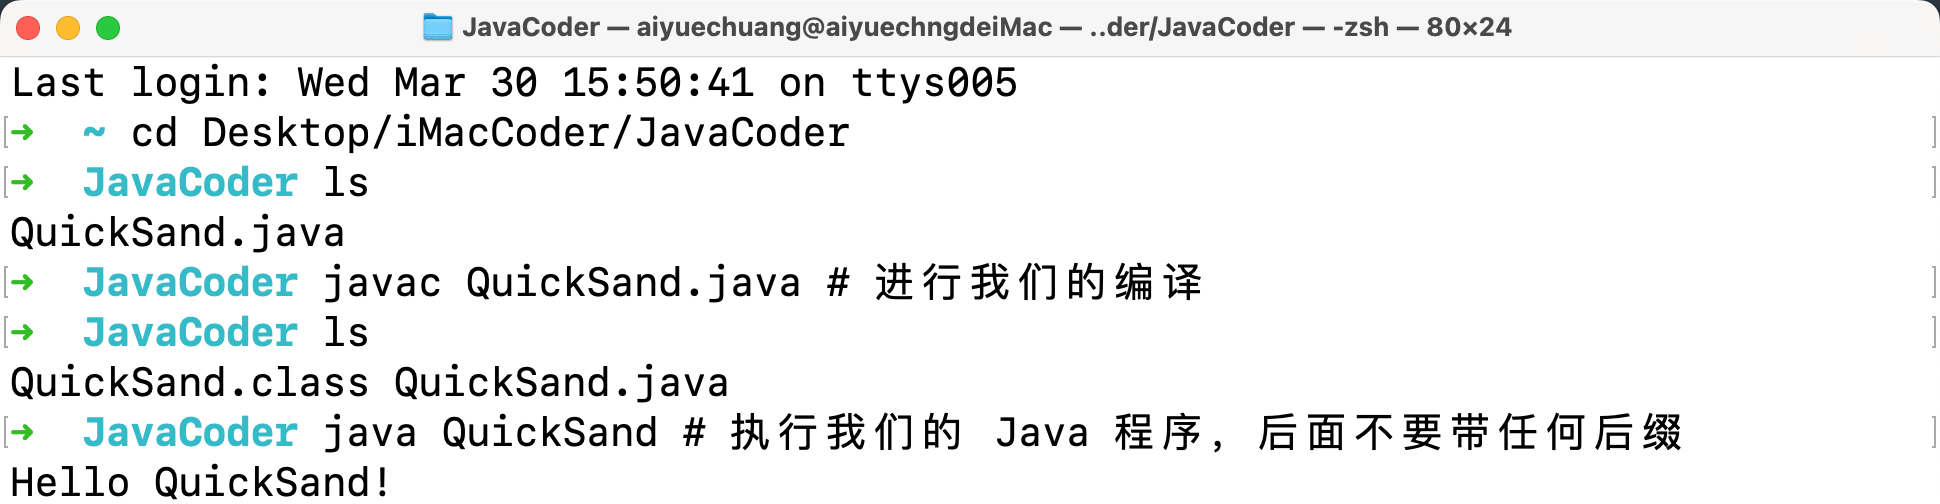 JavaCoder — aiyuechuang@aiyuechngdeiMac — ..der/JavaCoder — -zsh — 80×24
Last login: Wed Mar 30 15:50:41 on ttys005
[➜  ~ cd Desktop/iMacCoder/JavaCoder ]
[➜  JavaCoder ls ]
QuickSand.java
[➜  JavaCoder javac QuickSand.java # 进行我们的编译 ]
[➜  JavaCoder ls ]
QuickSand.class QuickSand.java
[➜  JavaCoder java QuickSand # 执行我们的 Java 程序，后面不要带任何后缀 ]
Hello QuickSand!